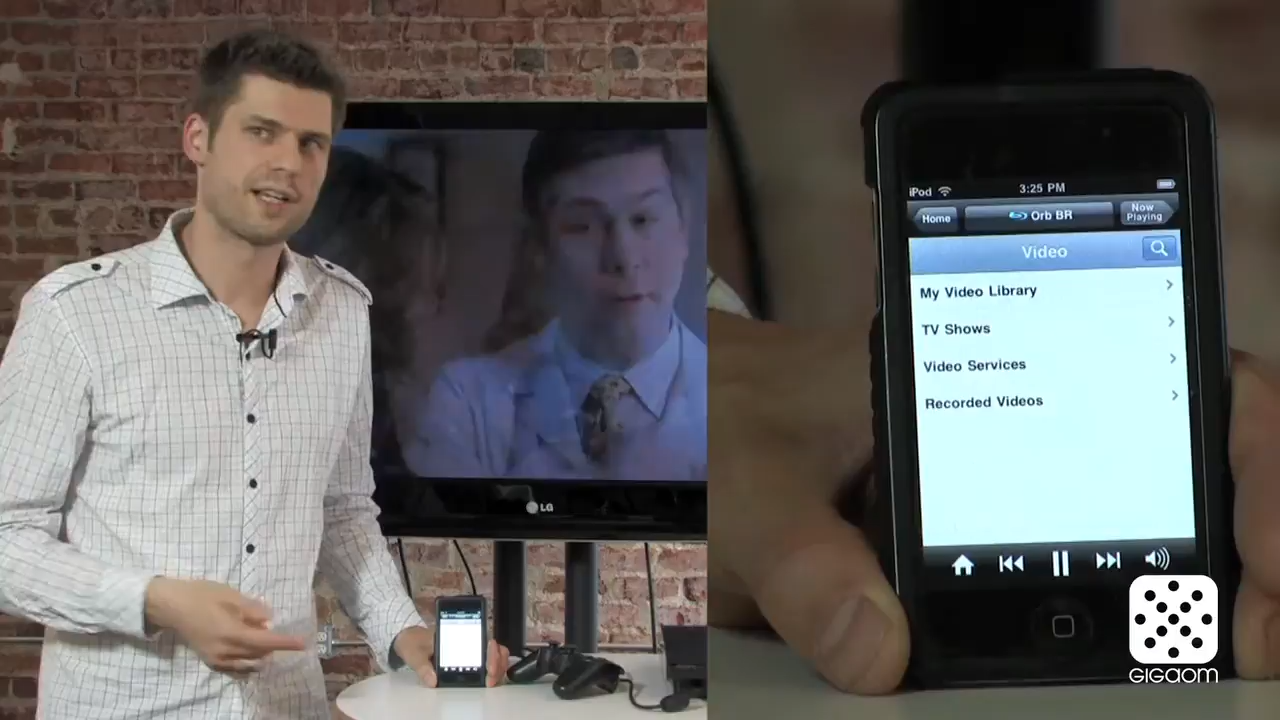 LG
iPod
3:25 PM
Home
Orb BR
Now
Playing
Video
My Video Library
TV Shows
Video Services
Recorded Videos
GIGAOM